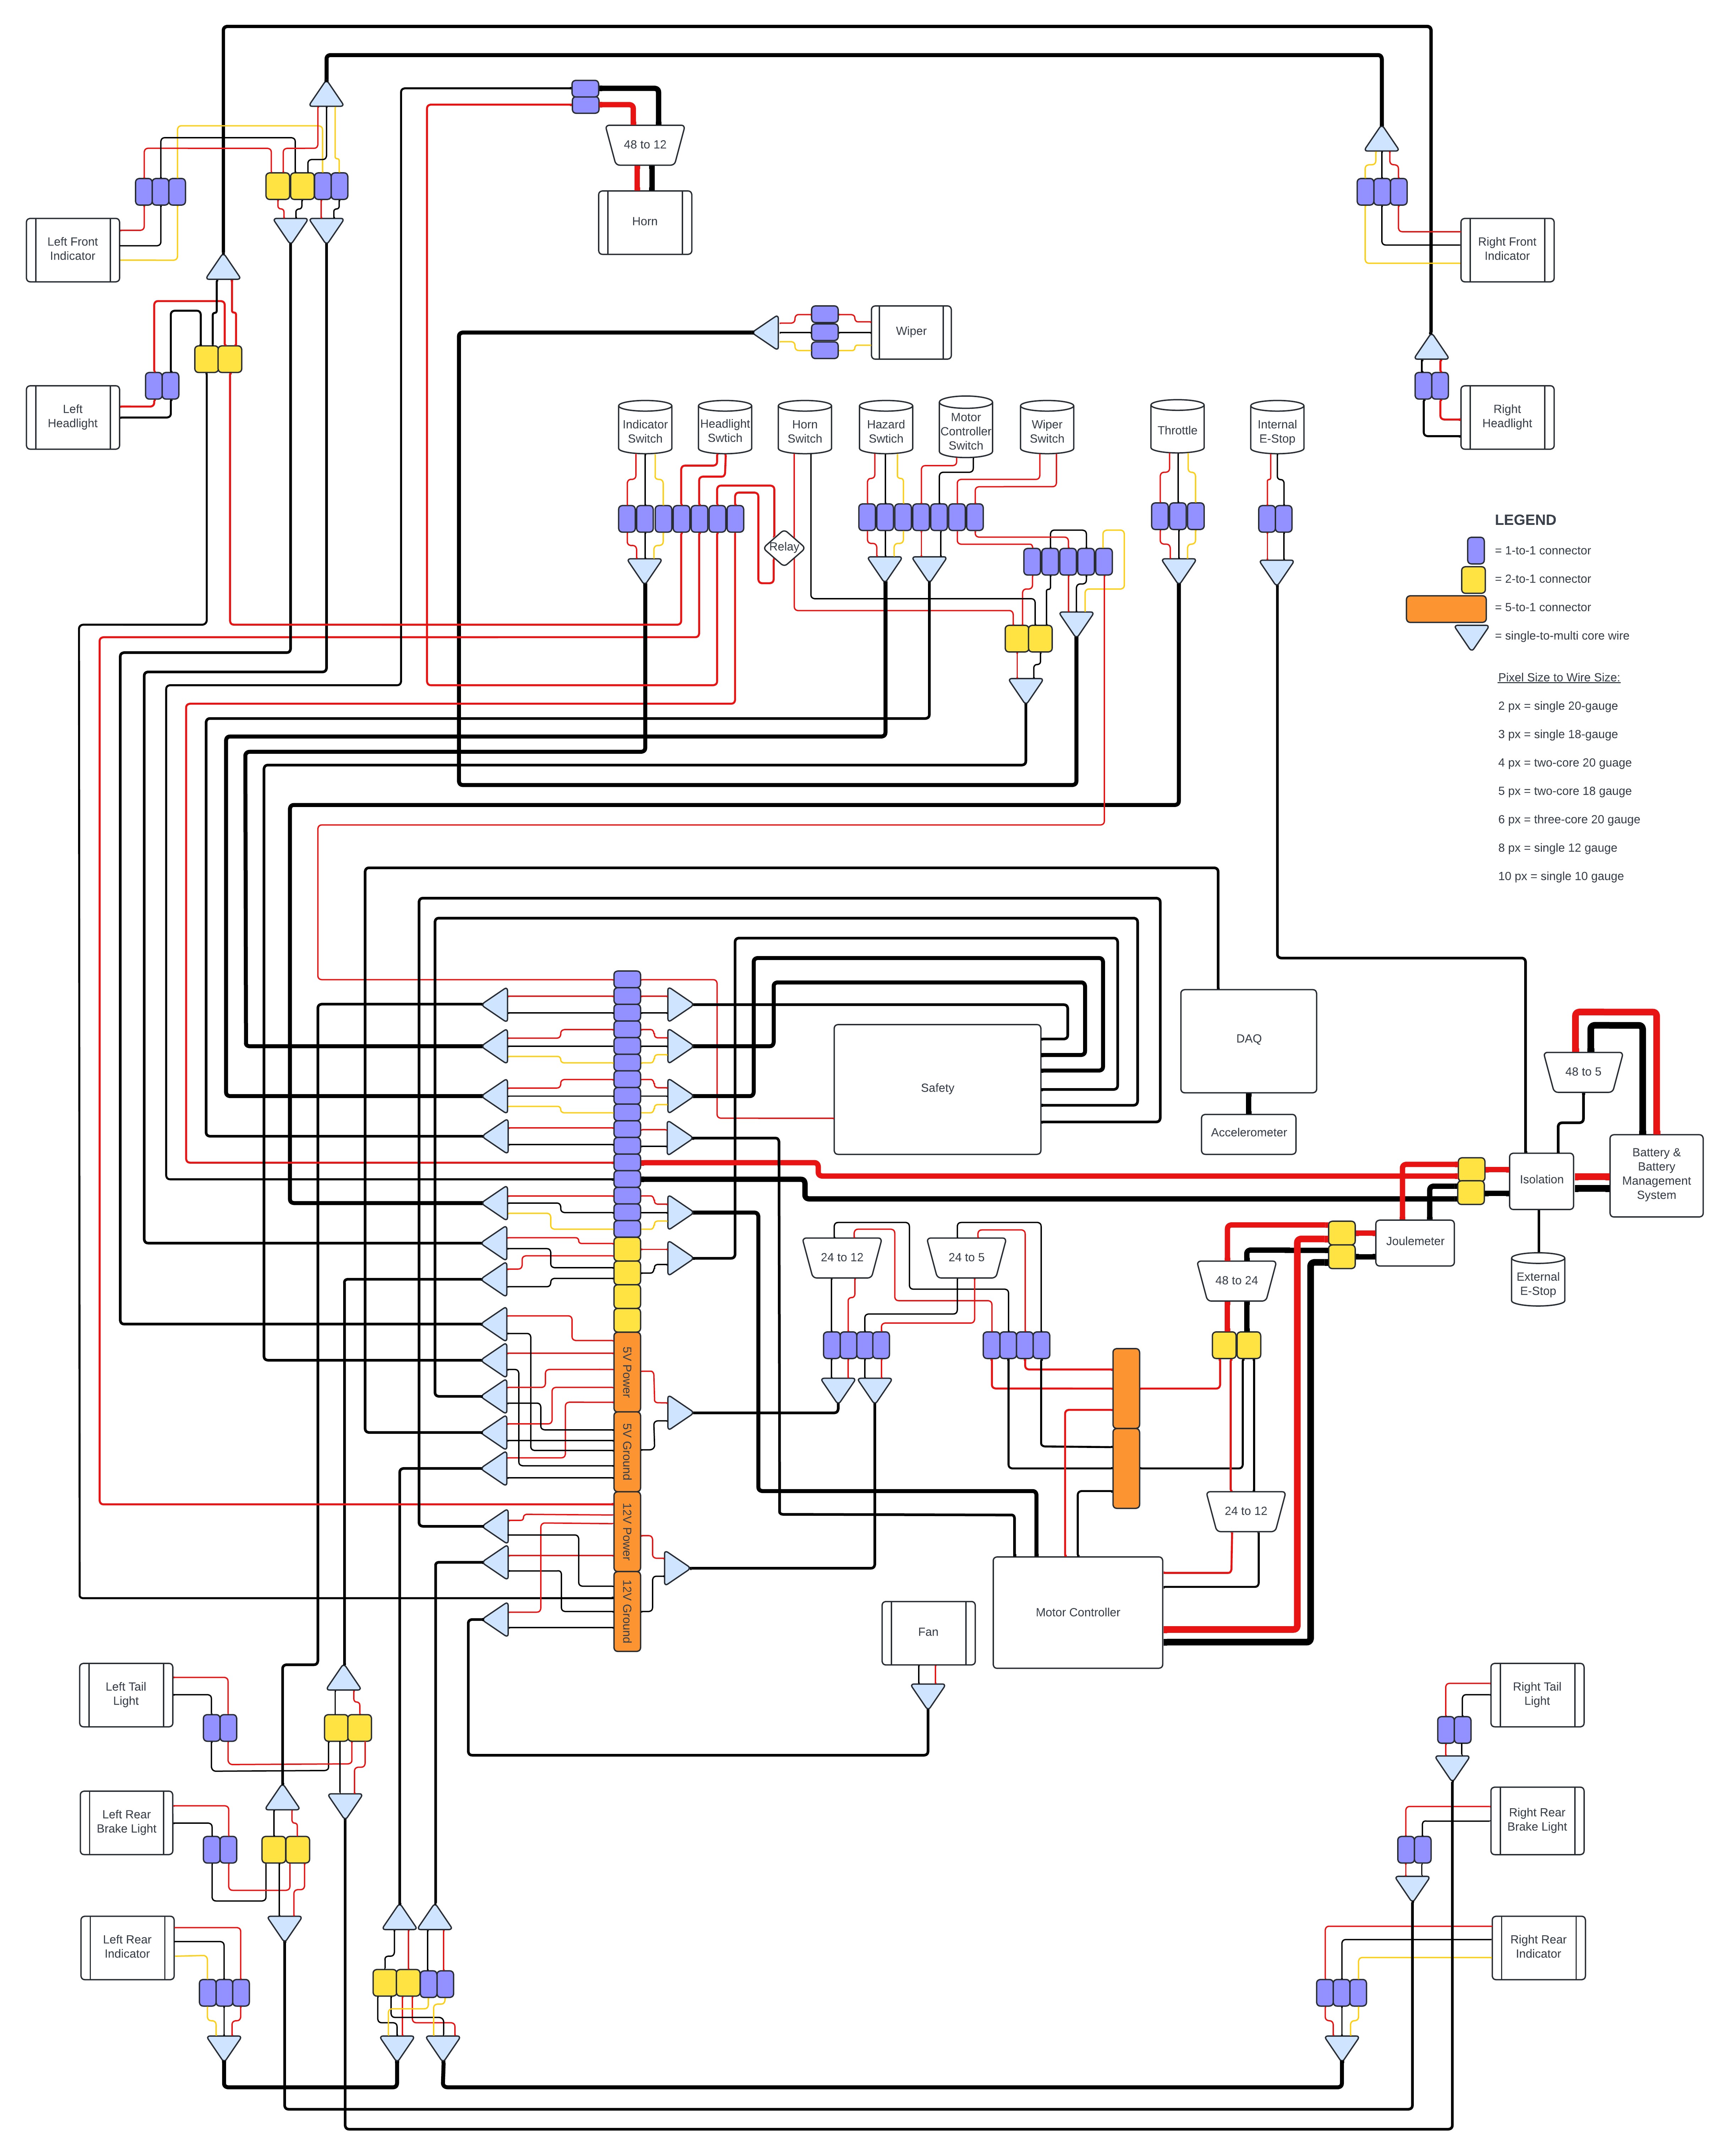 48 to 12
Horn
Left Front
Indicator
Right Front
Indicator
Wiper
Left
Headlight
Right
Headlight
Indicator
Switch
Headlight
Swtich
Horn
Switch
Hazard
Swtich
Motor
Controller
Switch
Wiper
Switch
Throttle
Internal
E-Stop
Relay
LEGEND
= 1-to-1 connector
= 2-to-1 connector
= 5-to-1 connector
= single-to-multi core wire
Pixel Size to Wire Size:
2 px = single 20-gauge
3 px = single 18-gauge
4 px = two-core 20 guage
5 px = two-core 18 gauge
6 px = three-core 20 gauge
8 px = single 12 gauge
10 px = single 10 gauge
Safety
DAQ
Accelerometer
48 to 5
Isolation
Battery &
Battery
Management
System
Joulemeter
External
E-Stop
24 to 12
24 to 5
48 to 24
5V Power
5V Ground
12V Power
12V Ground
24 to 12
Motor Controller
Fan
Left Tail
Light
Right Tail
Light
Left Rear
Brake Light
Right Rear
Brake Light
Left Rear
Indicator
Right Rear
Indicator